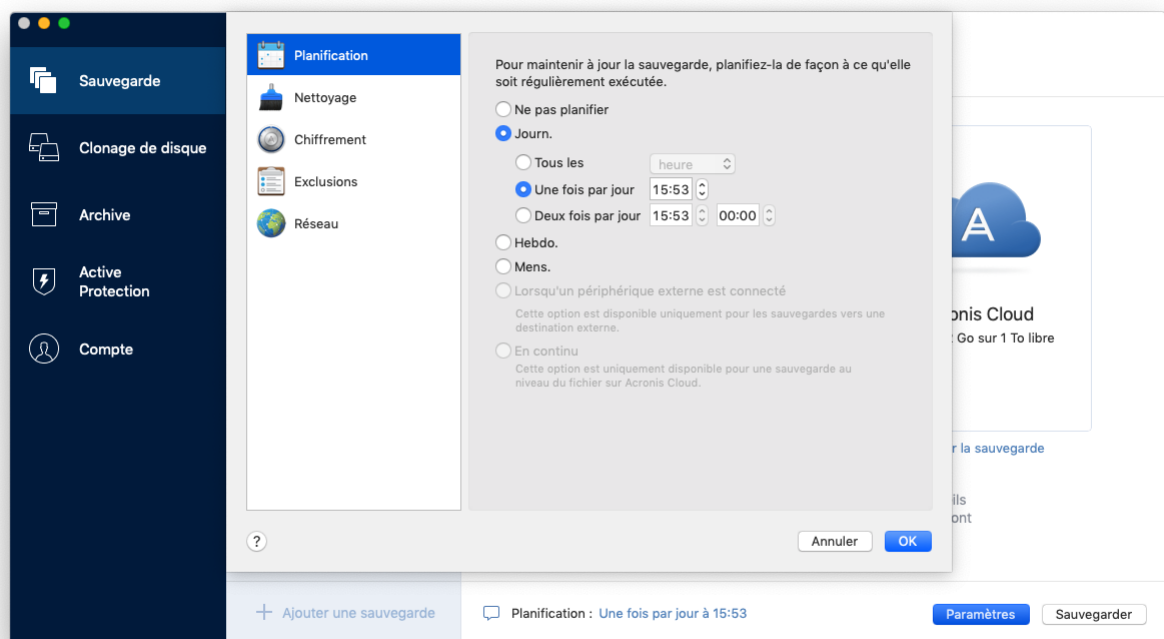 Sauvegarde
Clonage de disque
Archive
Active
Protection
Compte
Planification
Nettoyage
Chiffrement
Exclusions
Réseau
Pour maintenir à jour la sauvegarde, planifiez-la de façon à ce qu'elle
soit régulièrement exécutée.
Ne pas planifier
Journ.
Tous les heure
Une fois par jour 15:53
Deux fois par jour 15:53 00:00
Hebdo.
Mens.
Lorsqu'un périphérique externe est connecté
Cette option est disponible uniquement pour les sauvegardes vers une
destination externe.
En continu
Cette option est uniquement disponible pour une sauvegarde au
niveau du fichier sur Acronis Cloud.
? Annuler OK
A
onis Cloud
Go sur 1 To libre
r la sauvegarde
ils
ont
Ajouter une sauvegarde
Planification : Une fois par jour à 15:53
Paramètres Sauvegarder